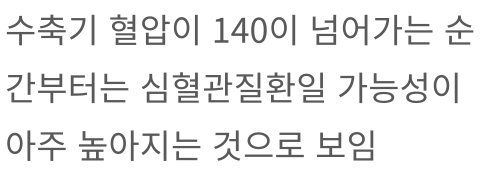 수축기 혈압이 140이 넘어가는 순
간부터는 심혈관질환일 가능성이
아주 높아지는 것으로 보임